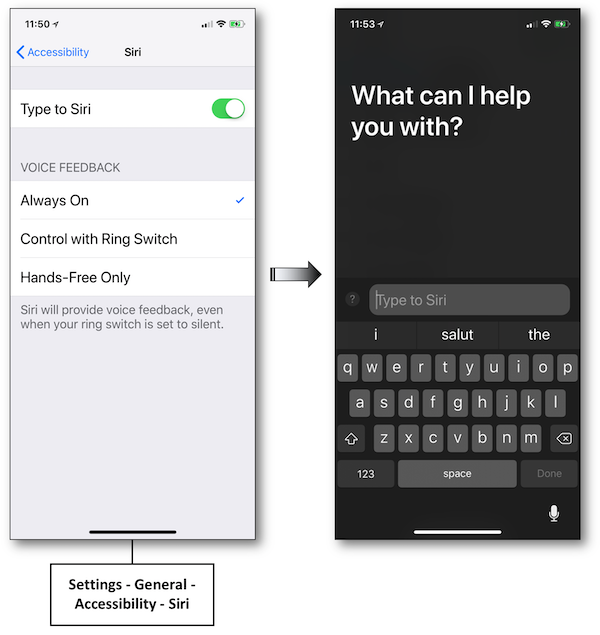 11:50
Accessibility
Siri
Type to Siri
VOICE FEEDBACK
Always On
Control with Ring Switch
Hands-Free Only
Siri will provide voice feedback, even
when your ring switch is set to silent.
Settings - General -
Accessibility - Siri
11:53
What can I help
you with?
?
Type to Siri
i salut the
q w e r t y u i o p
a s d f g h j k l
z x c v b n m
123 space Done